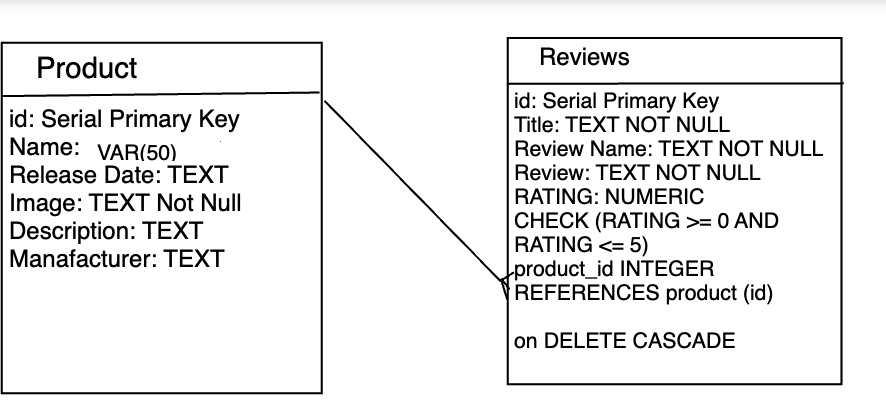 Product
id: Serial Primary Key
Name: VAR(50)
Release Date: TEXT
Image: TEXT Not Null
Description: TEXT
Manafacturer: TEXT
Reviews
id: Serial Primary Key
Title: TEXT NOT NULL
Review Name: TEXT NOT NULL
Review: TEXT NOT NULL
RATING: NUMERIC
CHECK (RATING >= 0 AND
RATING <= 5)
product_id INTEGER
REFERENCES product (id)
on DELETE CASCADE